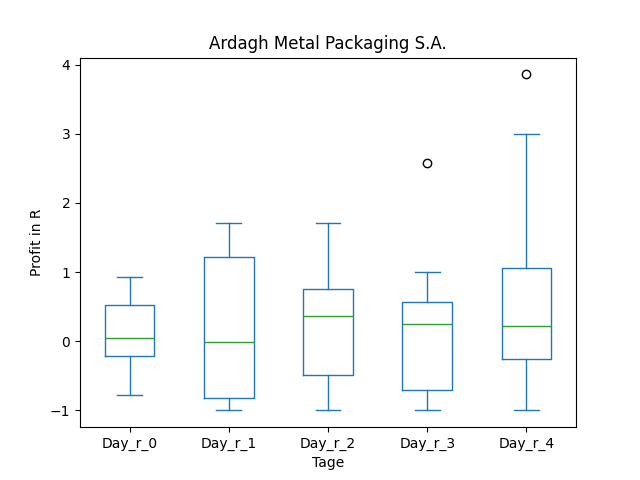 Ardagh Metal Packaging S.A.
Profit in R
4
3
2
1
0
−1
Day_r_0 Day_r_1 Day_r_2 Day_r_3 Day_r_4
Tage